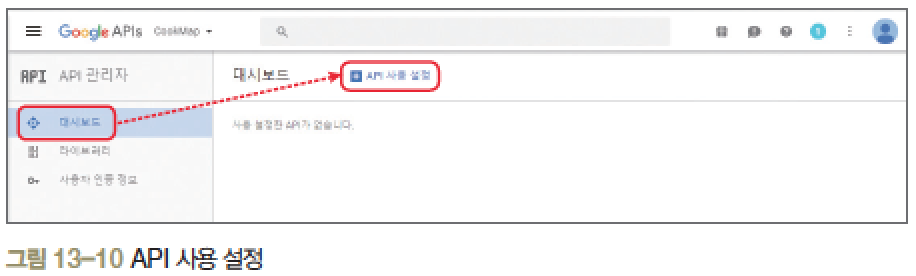 Google APIs CookMap
API API 관리자
대시보드 API 사용 설정
대시보드
사용 설정된 API가 없습니다.
라이브러리
사용자 인증 정보
그림 13-10 API 사용 설정